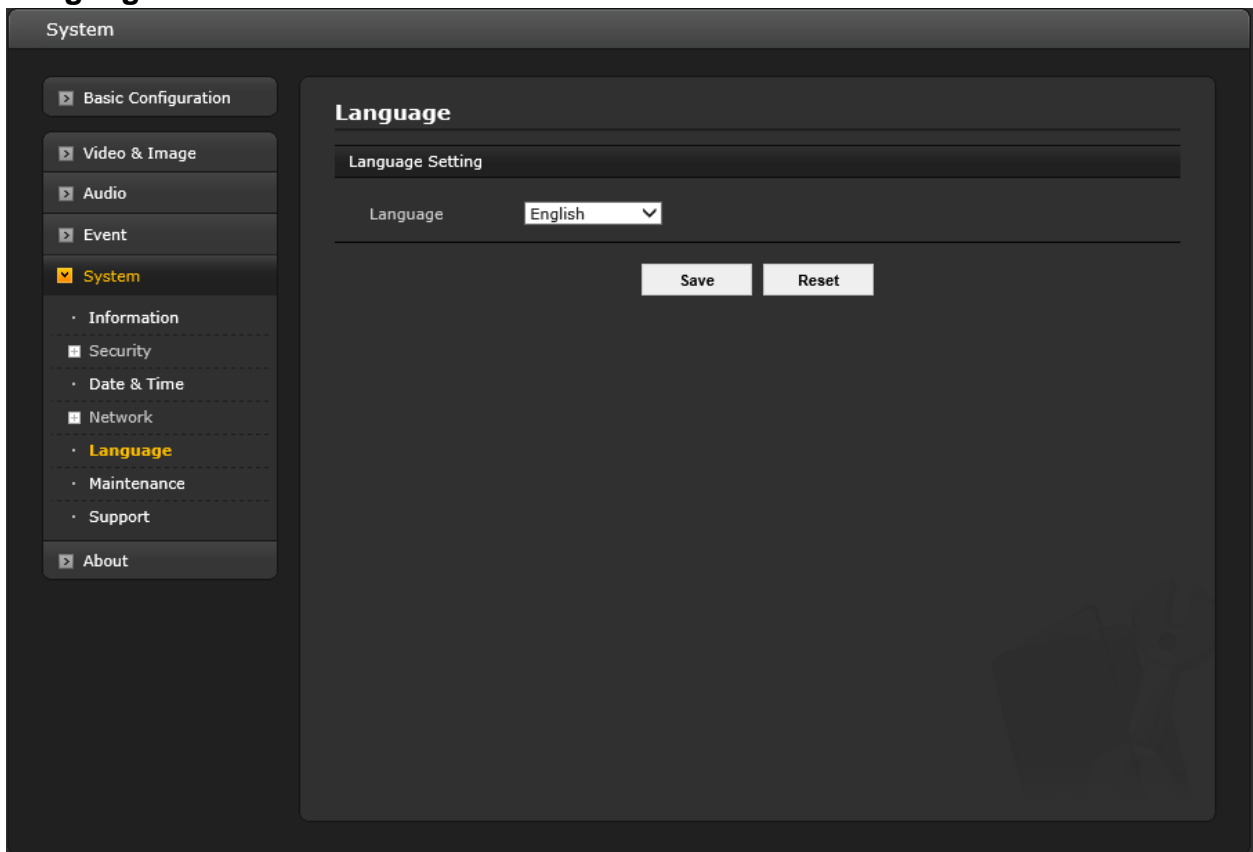 System
Basic Configuration
Video & Image
Audio
Event
System
Information
Security
Date & Time
Network
Language
Maintenance
Support
About
Language
Language Setting
Language English
Save Reset